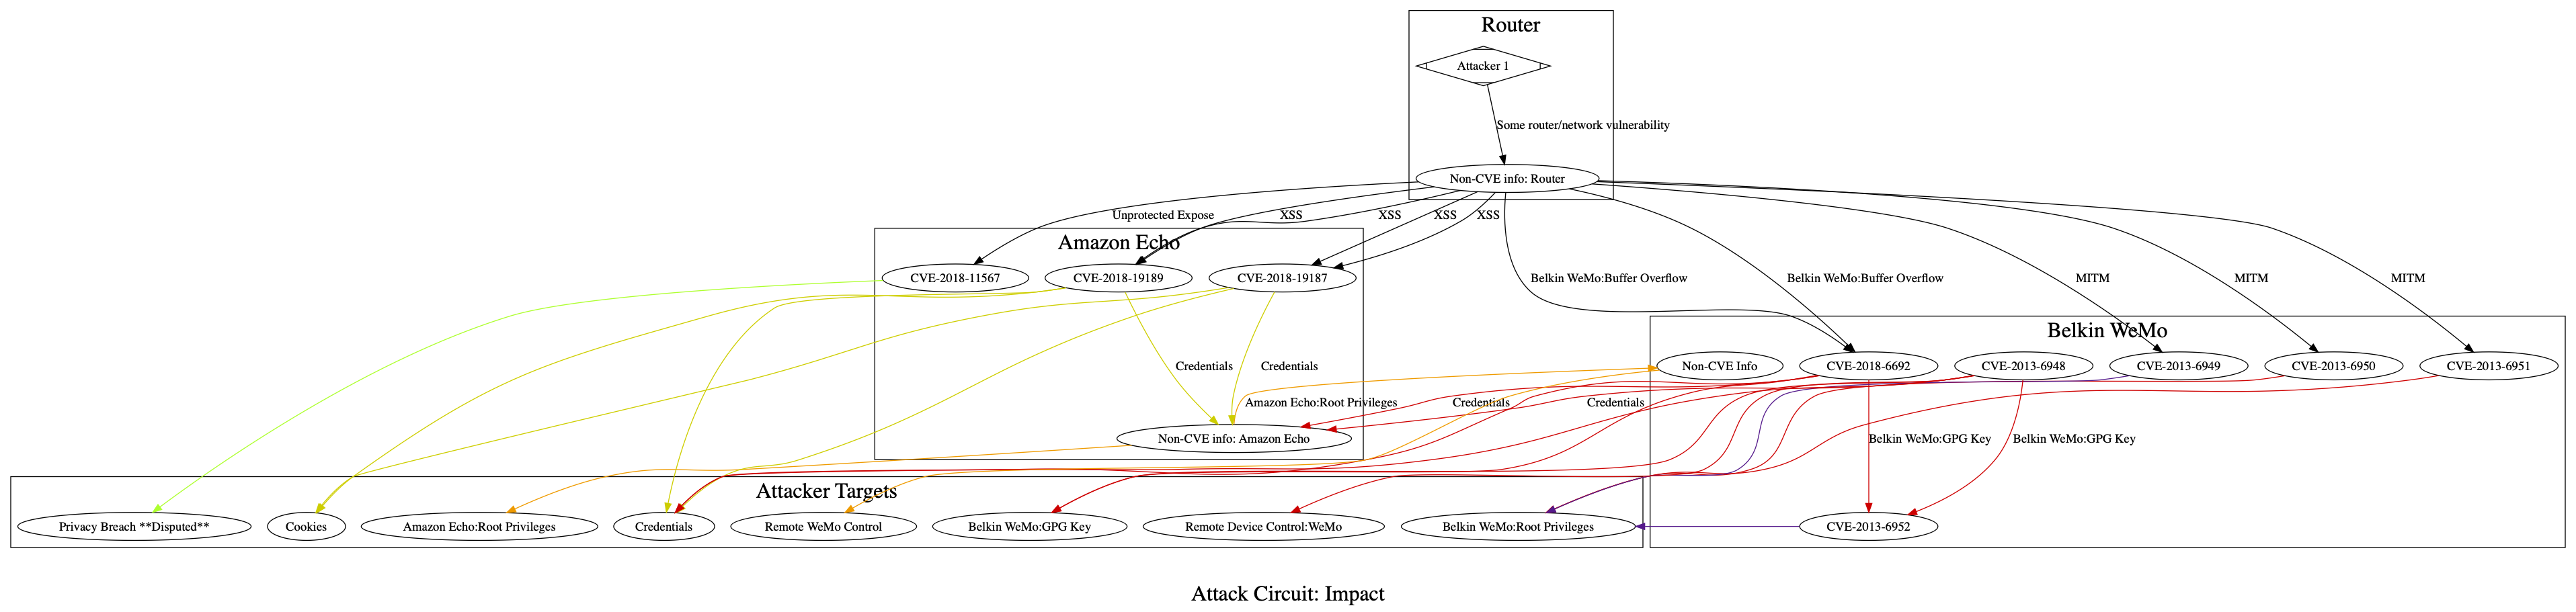 Router
Attacker 1
Some router/network vulnerability
Non-CVE info: Router
Unprotected Expose
XSS
XSS
XSS
XSS
Amazon Echo
CVE-2018-11567
CVE-2018-19189
CVE-2018-19187
Belkin WeMo:Buffer Overflow
Belkin WeMo:Buffer Overflow
MITM
MITM
MITM
Belkin WeMo
Credentials
Credentials
Non-CVE Info
CVE-2018-6692
CVE-2013-6948
CVE-2013-6949
CVE-2013-6950
CVE-2013-6951
Amazon Echo:Root Privileges
Credentials
Credentials
Non-CVE info: Amazon Echo
Belkin WeMo:GPG Key
Belkin WeMo:GPG Key
Attacker Targets
Privacy Breach **Disputed**
Cookies
Amazon Echo:Root Privileges
Credentials
Remote WeMo Control
Belkin WeMo:GPG Key
Remote Device Control:WeMo
Belkin WeMo:Root Privileges
CVE-2013-6952
Attack Circuit: Impact